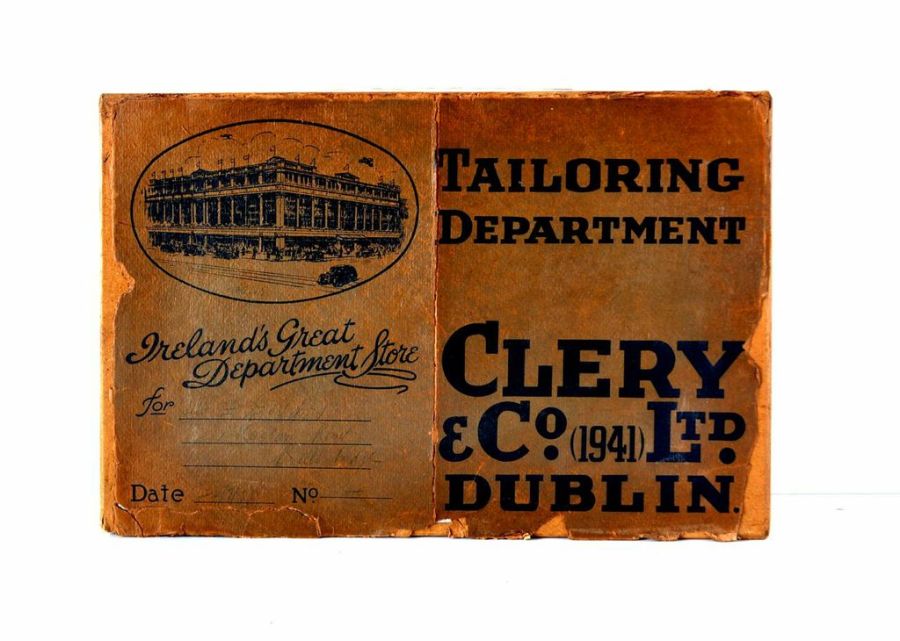 Ireland's Great
Department Store
for
Date
Nº
TAILORING
DEPARTMENT
CLERY
& Cº (1941) LTD
DUBLIN.